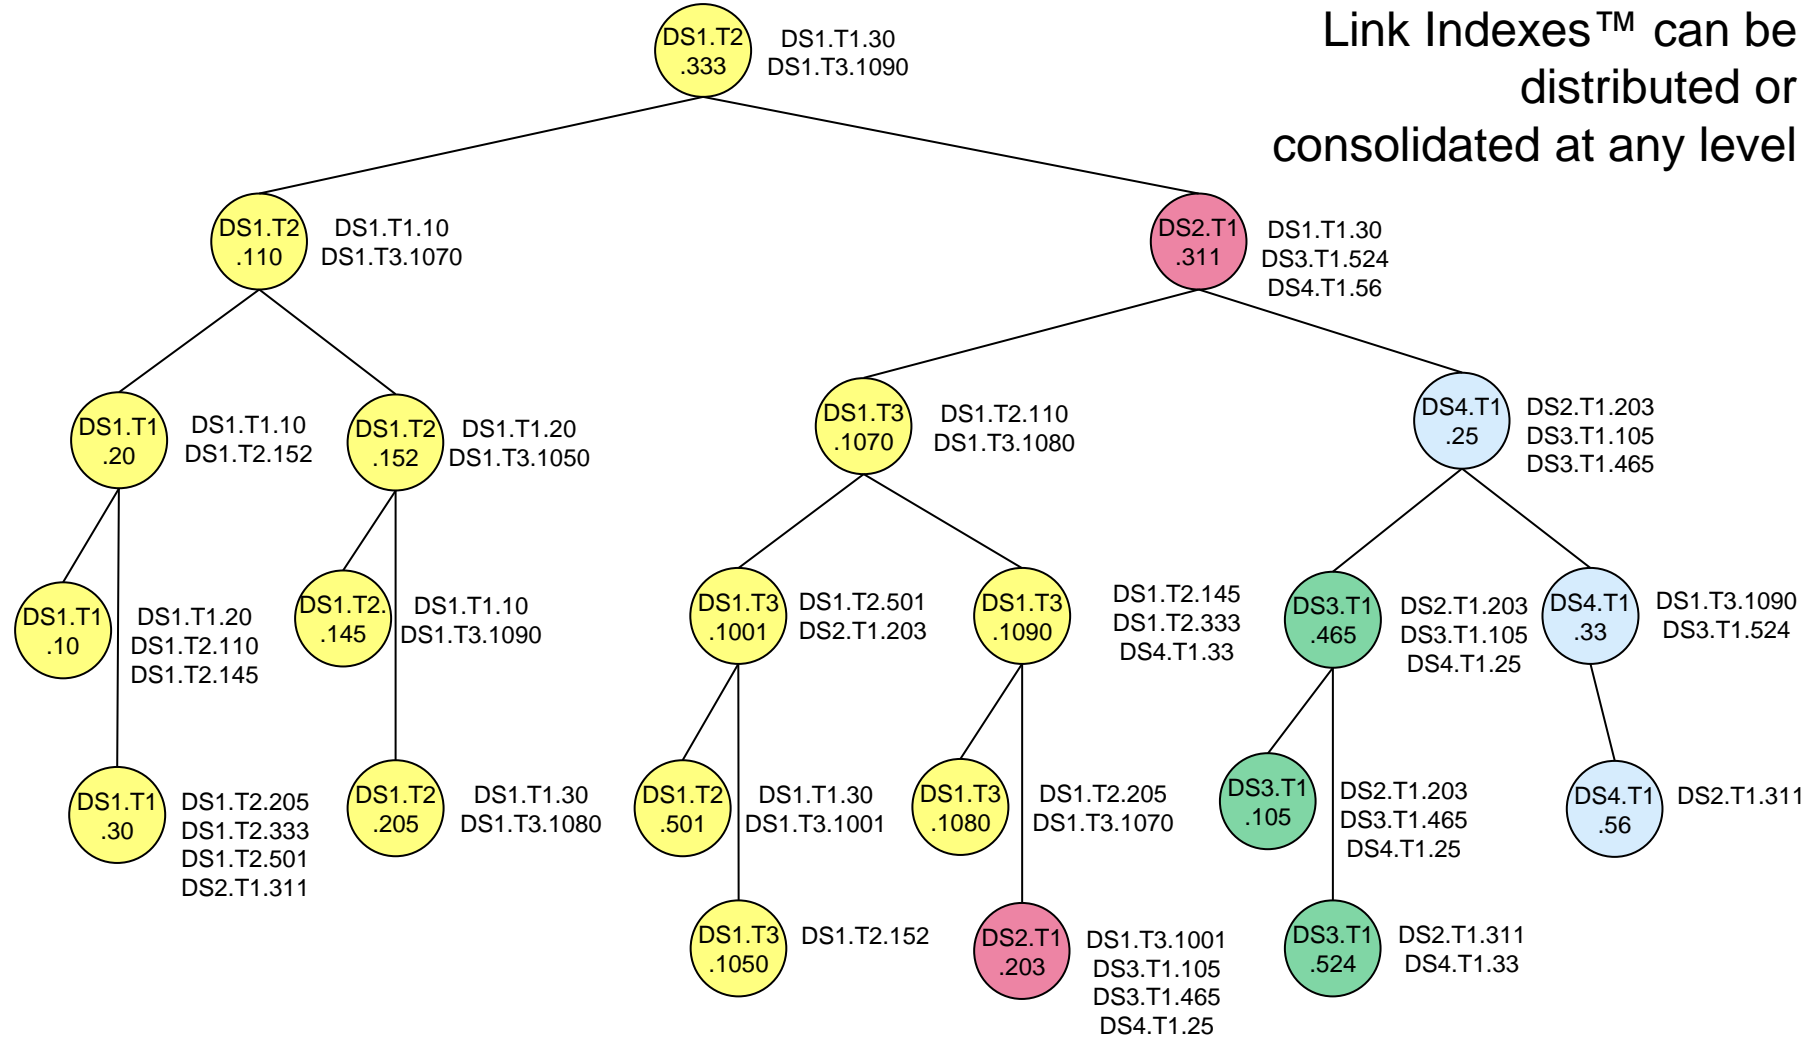 Link Indexes™ can be
distributed or
consolidated at any level
DS1.T2
.333
DS1.T1.30
DS1.T3.1090
DS1.T2
.110
DS1.T1.10
DS1.T3.1070
DS2.T1
.311
DS1.T1.30
DS3.T1.524
DS4.T1.56
DS1.T1
.20
DS1.T1.10
DS1.T2.152
DS1.T2
.152
DS1.T1.20
DS1.T3.1050
DS1.T3
.1070
DS1.T2.110
DS1.T3.1080
DS4.T1
.25
DS2.T1.203
DS3.T1.105
DS3.T1.465
DS1.T1
.10
DS1.T1.20
DS1.T2.110
DS1.T2.145
DS1.T2.
.145
DS1.T1.10
DS1.T3.1090
DS1.T3
.1001
DS1.T2.501
DS2.T1.203
DS1.T3
.1090
DS1.T2.145
DS1.T2.333
DS4.T1.33
DS3.T1
.465
DS2.T1.203
DS3.T1.105
DS4.T1.25
DS4.T1
.33
DS1.T3.1090
DS3.T1.524
DS1.T1
.30
DS1.T2.205
DS1.T2.333
DS1.T2.501
DS2.T1.311
DS1.T2
.205
DS1.T1.30
DS1.T3.1080
DS1.T2
.501
DS1.T1.30
DS1.T3.1001
DS1.T3
.1080
DS1.T2.205
DS1.T3.1070
DS3.T1
.105
DS2.T1.203
DS3.T1.465
DS4.T1.25
DS4.T1
.56
DS2.T1.311
DS1.T3
.1050
DS1.T2.152
DS2.T1
.203
DS1.T3.1001
DS3.T1.105
DS3.T1.465
DS4.T1.25
DS3.T1
.524
DS2.T1.311
DS4.T1.33